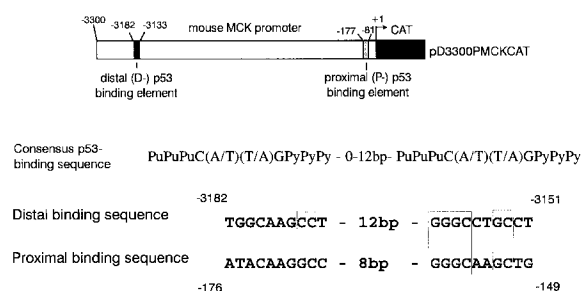 -3300
-3182 -3133 mouse MCK promoter -177 -81 +1 CAT
pD3300PMCKCAT
distal (D-) p53 binding element
proximal (P-) p53 binding element
Consensus p53-binding sequence PuPuPuC(A/T)(T/A)GPyPyPy - 0-12bp- PuPuPuC(A/T)(T/A)GPyPyPy
-3182 -3151
Distal binding sequence TGGCAAGCCT - 12bp - GGGCCTGCCT
Proximal binding sequence ATACAAGGCC - 8bp - GGGCAAGCTG
-176 -149